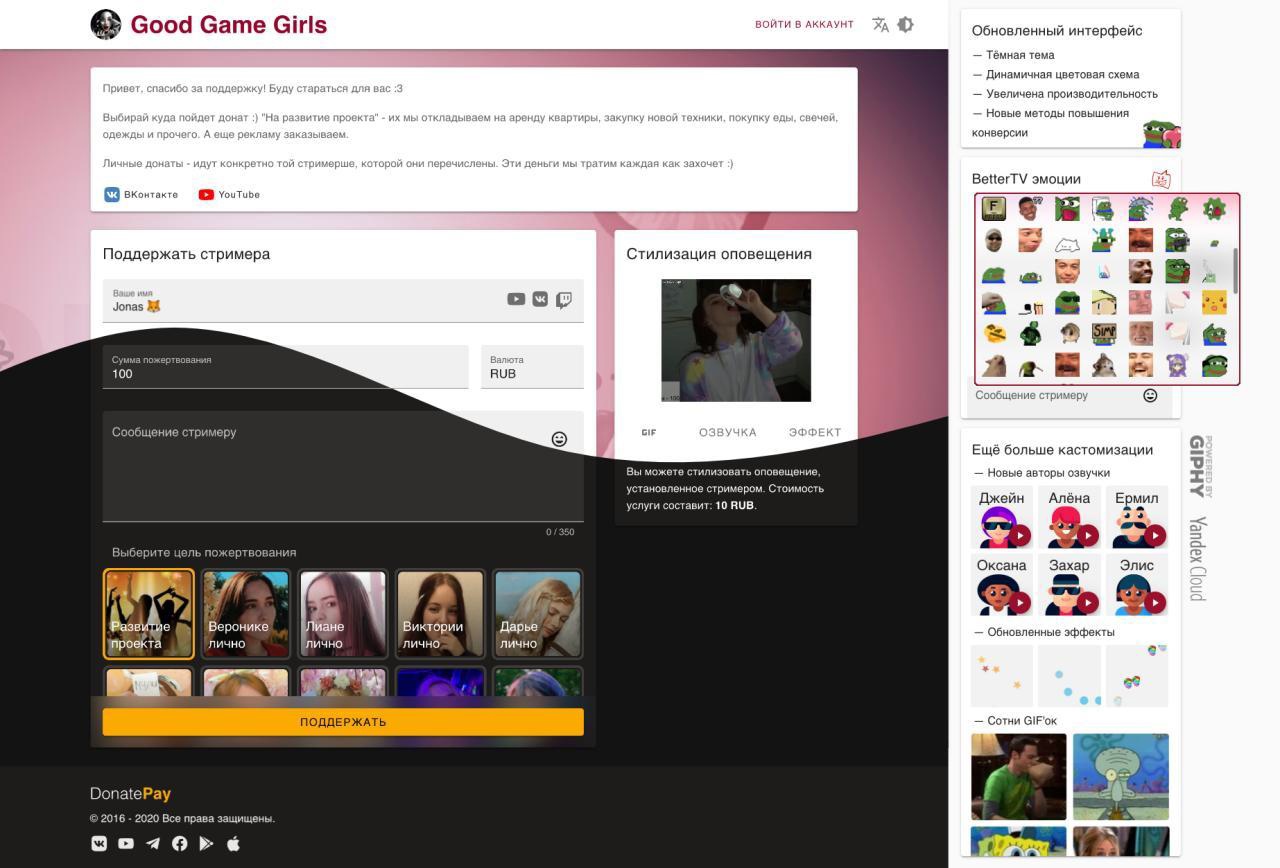 Good Game Girls
ВОЙТИ В АККАУНТ
Привет, спасибо за поддержку! Буду стараться для вас :3
Выбирай куда пойдет донат :) "На развитие проекта" - их мы откладываем на аренду квартиры, закупку новой техники, покупку еды, свечей,
одежды и прочего. А еще рекламу заказываем.
Личные донаты - идут конкретно той стримерше, которой они перечислены. Эти деньги мы тратим каждая как захочет :)
ВКонтакте
YouTube
Поддержать стримера
Ваше имя
Jonas 🦊
Сумма пожертвования
100
Валюта
RUB
Сообщение стримеру
0 / 350
Выберите цель пожертвования
Развитие
проекта
Веронике
лично
Лиане
лично
Виктории
лично
Дарье
лично
ПОДДЕРЖАТЬ
Стилизация оповещения
GIF
ОЗВУЧКА
ЭФФЕКТ
Вы можете стилизовать оповещение,
установленное стримером. Стоимость
услуги составит: 10 RUB.
DonatePay
© 2016 - 2020 Все права защищены.
Обновленный интерфейс
— Тёмная тема
— Динамичная цветовая схема
— Увеличена производительность
— Новые методы повышения
конверсии
BetterTV эмоции
F
SIMP
Сообщение стримеру
Ещё больше кастомизации
— Новые авторы озвучки
Джейн
Алёна
Ермил
Оксана
Захар
Элис
— Обновленные эффекты
— Сотни GIF'ок
POWERED BY
GIPHY
Yandex Cloud